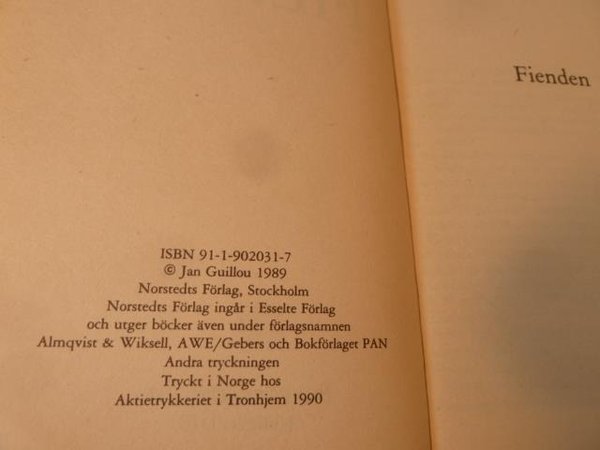 ISBN 91-1-902031-7
© Jan Guillou 1989
Norstedts Förlag, Stockholm
Norstedts Förlag ingår i Esselte Förlag
och utger böcker även under förlagsnamnen
Almqvist & Wiksell, AWE/Gebers och Bokförlaget PAN
Andra tryckningen
Tryckt i Norge hos
Aktietrykkeriet i Tronhjem 1990
Fienden